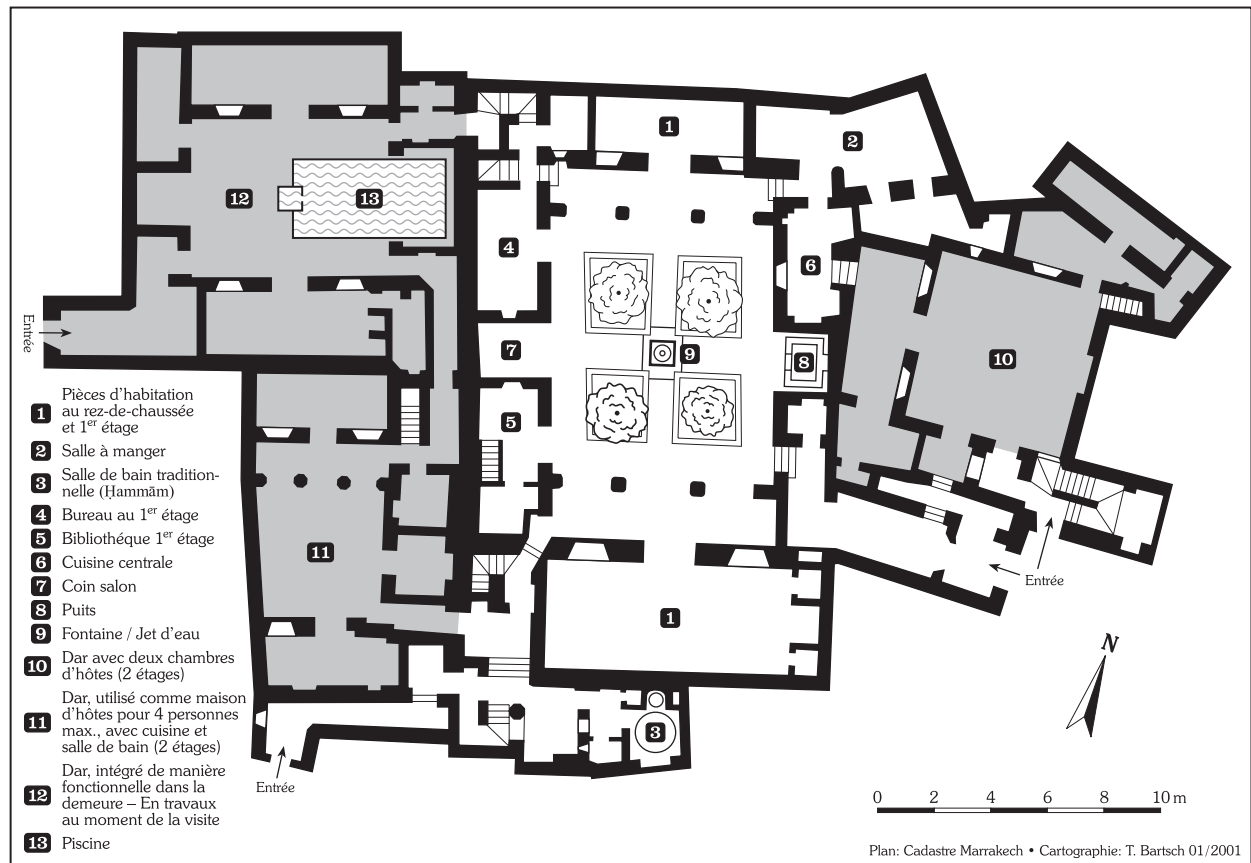 1
2
12
13
4
6
Entrée
7
9
8
10
5
11
Entrée
1
3
Entrée
N
1 Pièces d'habitation
au rez-de-chaussée
et 1er étage
2 Salle à manger
3 Salle de bain tradition-
nelle (Ḥammām)
4 Bureau au 1er étage
5 Bibliothéque 1er étage
6 Cuisine centrale
7 Coin salon
8 Puits
9 Fontaine / Jet d'eau
10 Dar avec deux chambres
d'hôtes (2 étages)
11 Dar, utilisé comme maison
d'hôtes pour 4 personnes
max., avec cuisine et
salle de bain (2 étages)
12 Dar, intégré de manière
fonctionnelle dans la
demeure – En travaux
au moment de la visite
13 Piscine
0 2 4 6 8 10 m
Plan: Cadastre Marrakech • Cartographie: T. Bartsch 01/2001